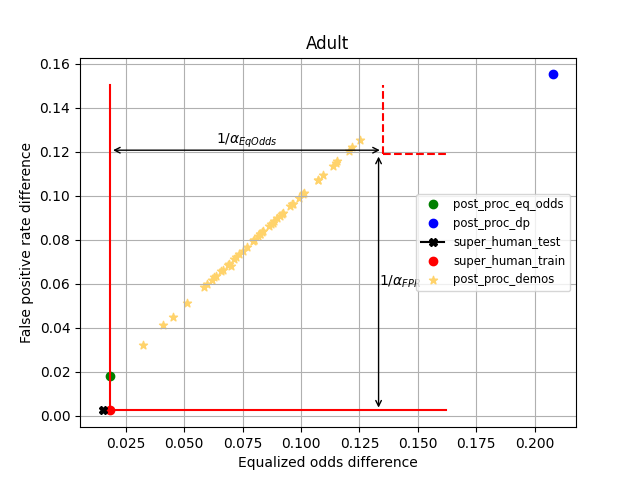 Adult
0.16
0.14
0.12
0.10
0.08
0.06
0.04
0.02
0.00
False positive rate difference
1/α_EqOdds
1/α_FP
post_proc_eq_odds
post_proc_dp
super_human_test
super_human_train
post_proc_demos
0.025 0.050 0.075 0.100 0.125 0.150 0.175 0.200
Equalized odds difference